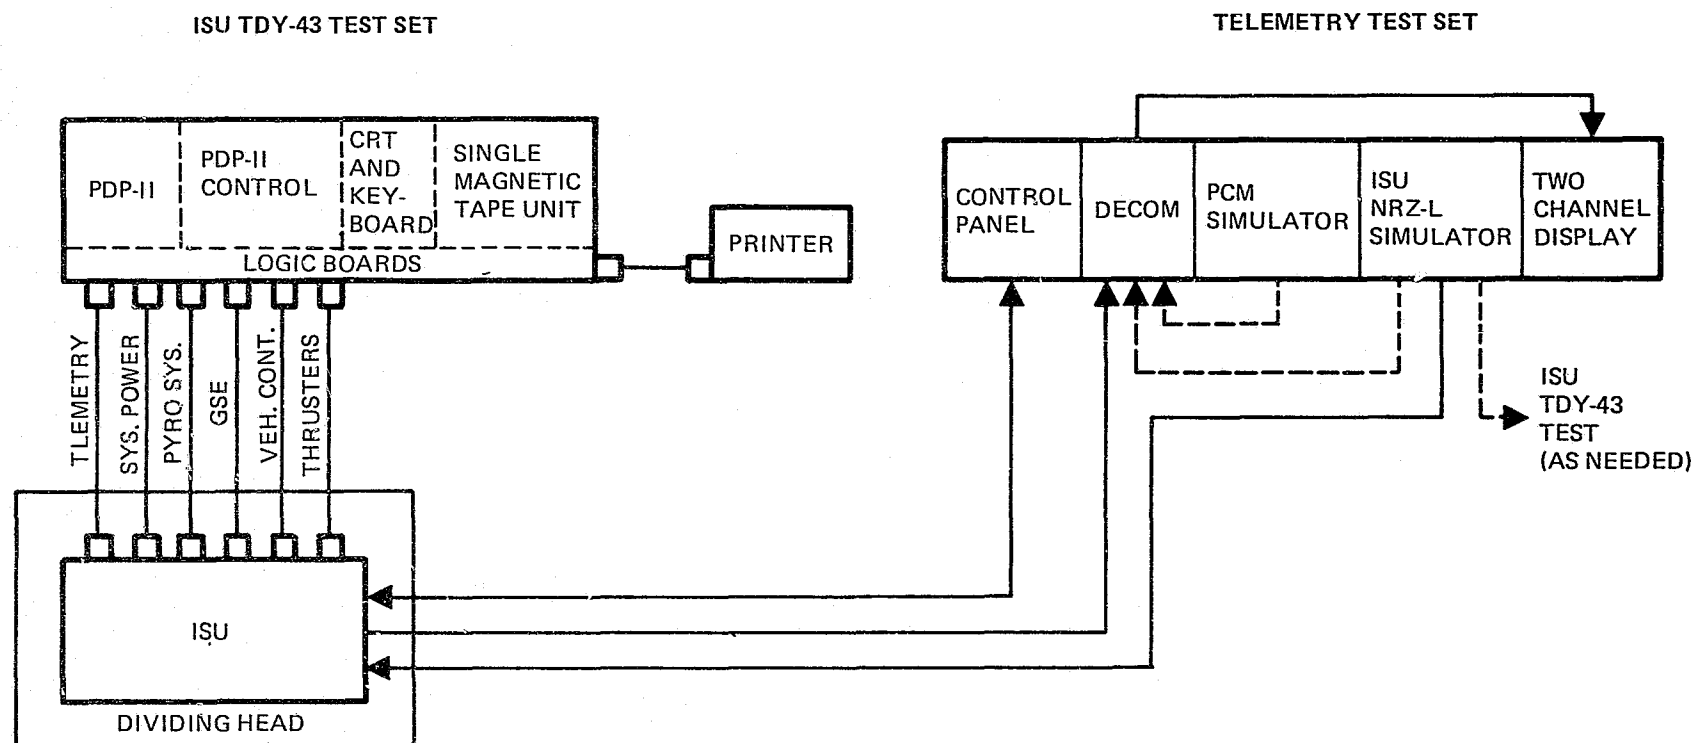 ISU TDY-43 TEST SET
TELEMETRY TEST SET
PDP-II
PDP-II
CONTROL
CRT
AND
KEY-
BOARD
SINGLE
MAGNETIC
TAPE UNIT
LOGIC BOARDS
PRINTER
CONTROL
PANEL
DECOM
PCM
SIMULATOR
ISU
NRZ-L
SIMULATOR
TWO
CHANNEL
DISPLAY
TLEMETRY
SYS. POWER
PYRO SYS.
GSE
VEH. CONT.
THRUSTERS
ISU
TDY-43
TEST
(AS NEEDED)
ISU
DIVIDING HEAD